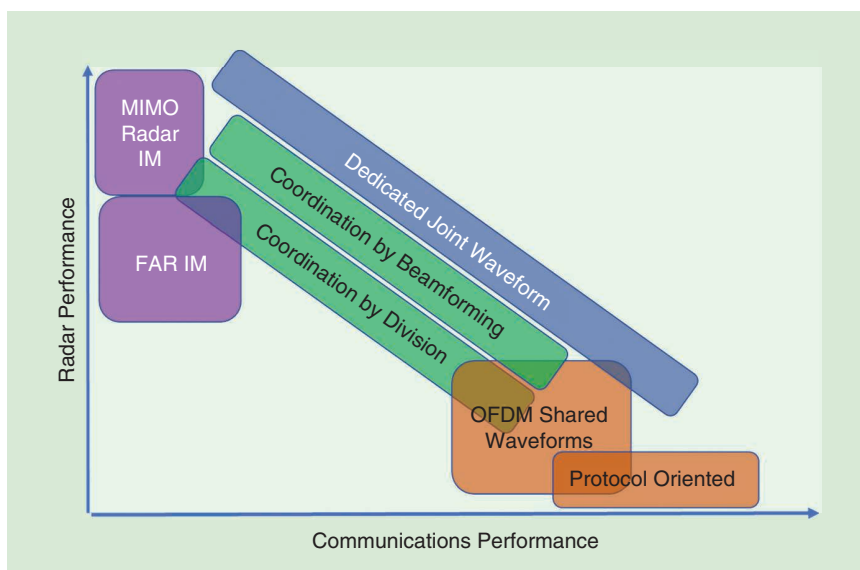 MIMO
Radar
IM
FAR IM
Dedicated Joint Waveform
Coordination by Beamforming
Coordination by Division
OFDM Shared
Waveforms
Protocol Oriented
Radar Performance
Communications Performance